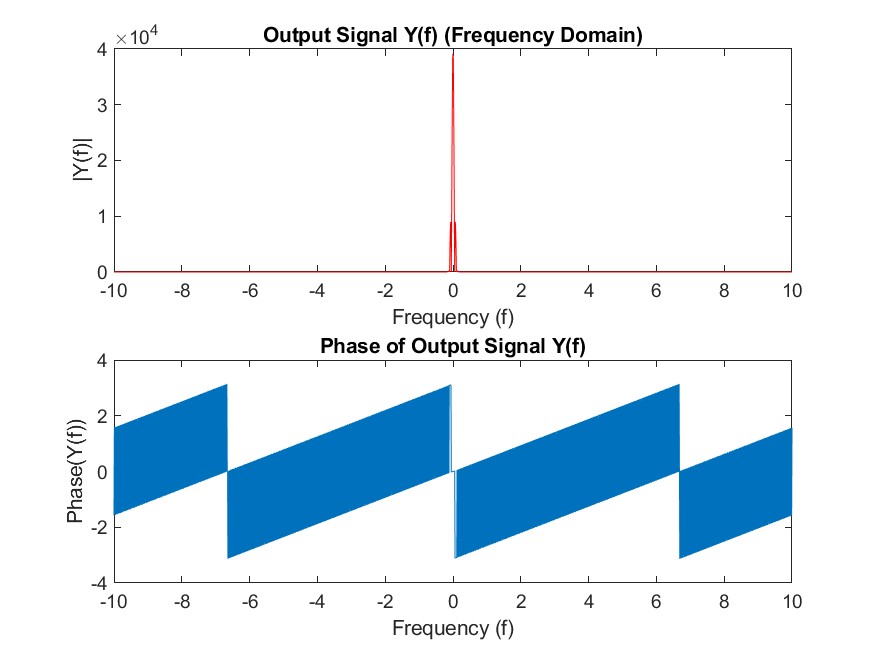 Output Signal Y(f) (Frequency Domain)
×10^4
4
3
2
1
0
|Y(f)|
-10 -8 -6 -4 -2 0 2 4 6 8 10
Frequency (f)
Phase of Output Signal Y(f)
4
2
0
-2
-4
Phase(Y(f))
-10 -8 -6 -4 -2 0 2 4 6 8 10
Frequency (f)